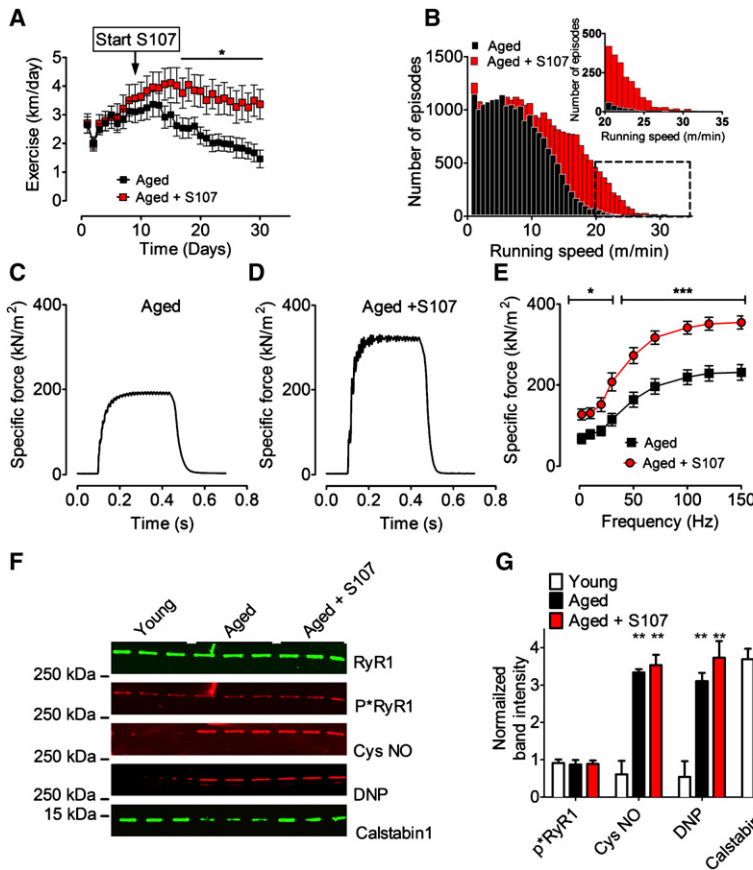 A
Start S107
*
Exercise (km/day)
6
5
4
3
2
1
0
Aged
Aged + S107
0 10 20 30
Time (Days)
B
Aged
Aged + S107
Number of episodes
1500
1000
500
0
0 10 20 30
Running speed (m/min)
Number of episodes
500
250
0
20 25 30 35
Running speed (m/min)
C
Aged
Specific force (kN/m2)
400
200
0
0.0 0.2 0.4 0.6 0.8
Time (s)
D
Aged +S107
Specific force (kN/m2)
400
200
0
0.0 0.2 0.4 0.6 0.8
Time (s)
E
* ***
Specific force (kN/m2)
400
200
0
Aged
Aged + S107
0 50 100 150
Frequency (Hz)
F
Young
Aged
Aged + S107
RyR1
250 kDa
P*RyR1
250 kDa
Cys NO
250 kDa
DNP
15 kDa
Calstabin1
G
Young
Aged
Aged + S107
** ** ** **
Normailzed
band intensity
4
3
2
1
0
p*RyR1
Cys NO
DNP
Calstabin